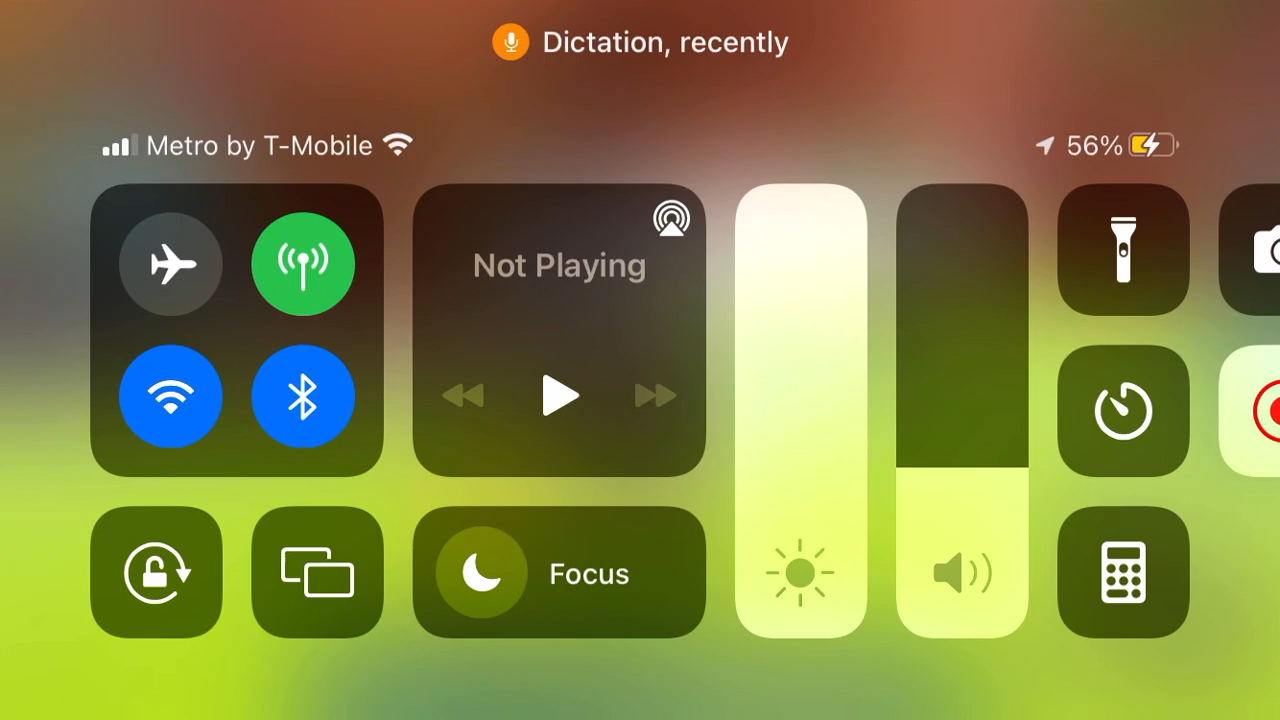 Dictation, recently
Metro by T-Mobile
56%
Not Playing
Focus